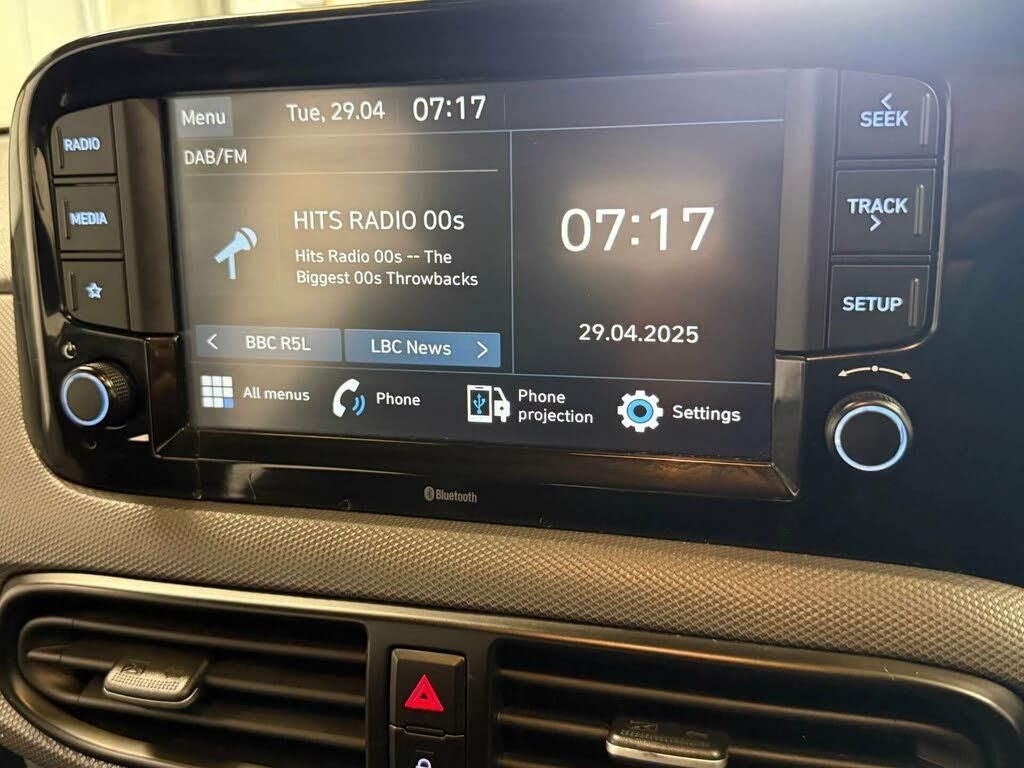 RADIO
MEDIA
Menu
Tue, 29.04
07:17
DAB/FM
HITS RADIO 00s
Hits Radio 00s -- The
Biggest 00s Throwbacks
< BBC R5L
LBC News >
07:17
29.04.2025
All menus
Phone
Phone
projection
Settings
<
SEEK
TRACK
>
SETUP
Bluetooth